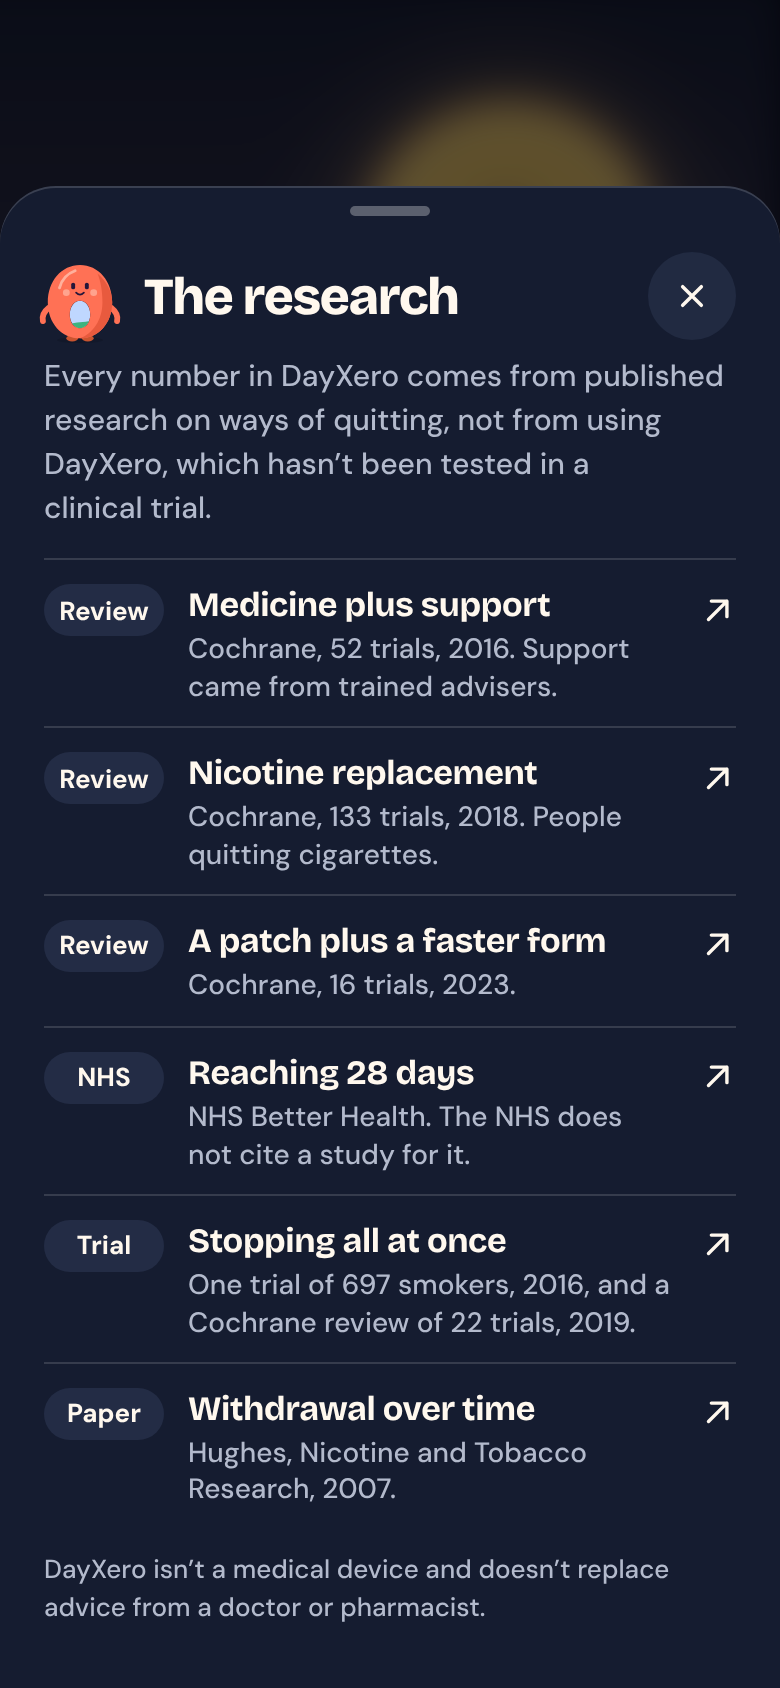 The research
Every number in DayXero comes from published
research on ways of quitting, not from using
DayXero, which hasn’t been tested in a
clinical trial.
Review
Medicine plus support
Cochrane, 52 trials, 2016. Support
came from trained advisers.
Review
Nicotine replacement
Cochrane, 133 trials, 2018. People
quitting cigarettes.
Review
A patch plus a faster form
Cochrane, 16 trials, 2023.
NHS
Reaching 28 days
NHS Better Health. The NHS does
not cite a study for it.
Trial
Stopping all at once
One trial of 697 smokers, 2016, and a
Cochrane review of 22 trials, 2019.
Paper
Withdrawal over time
Hughes, Nicotine and Tobacco
Research, 2007.
DayXero isn’t a medical device and doesn’t replace
advice from a doctor or pharmacist.